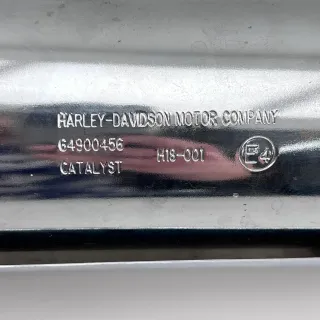 HARLEY-DAVIDSON MOTOR COMPANY
64900456
CATALYST H18-001 E4